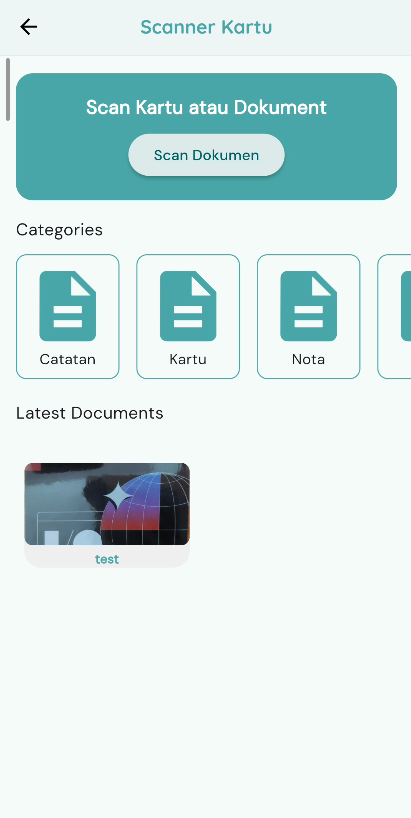 Scanner Kartu
Scan Kartu atau Dokument
Scan Dokumen
Categories
Catatan
Kartu
Nota
Latest Documents
I/O
test